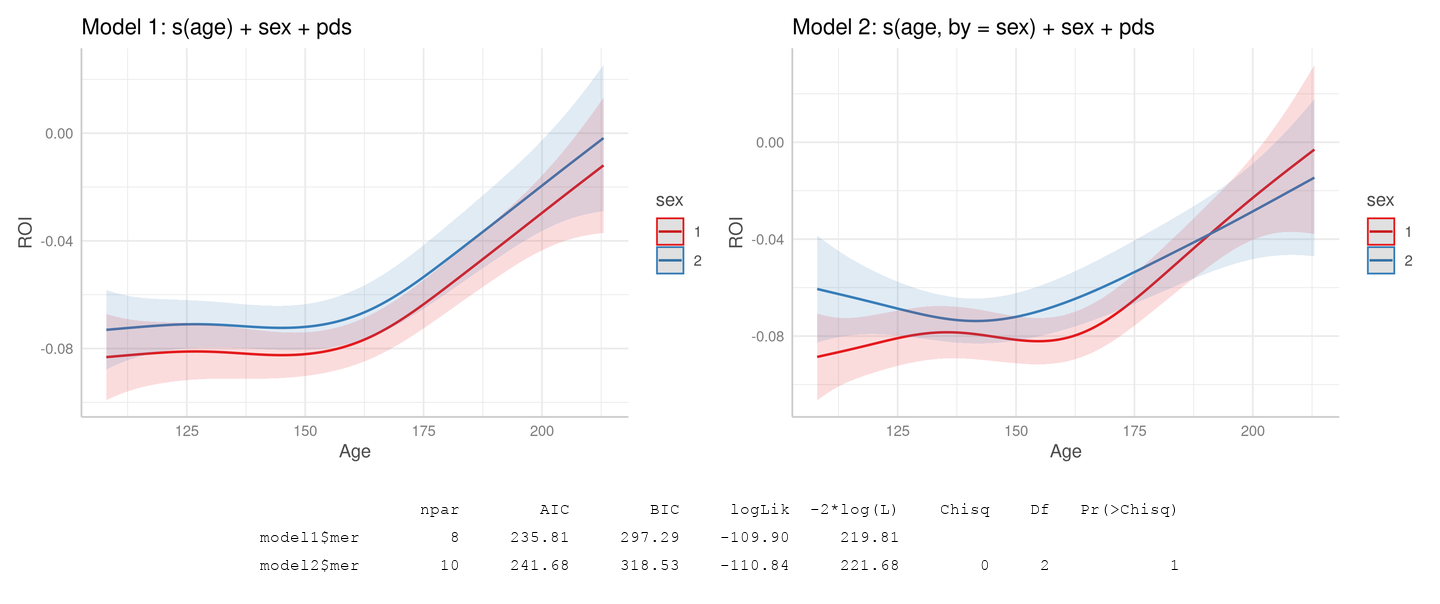 Model 1: s(age) + sex + pds
0.00
-0.04
-0.08
ROI
125 150 175 200
Age
sex
1
2
Model 2: s(age, by = sex) + sex + pds
0.00
-0.04
-0.08
ROI
125 150 175 200
Age
sex
1
2
npar AIC BIC logLik -2*log(L) Chisq Df Pr(>Chisq)
model1$mer 8 235.81 297.29 -109.90 219.81
model2$mer 10 241.68 318.53 -110.84 221.68 0 2 1